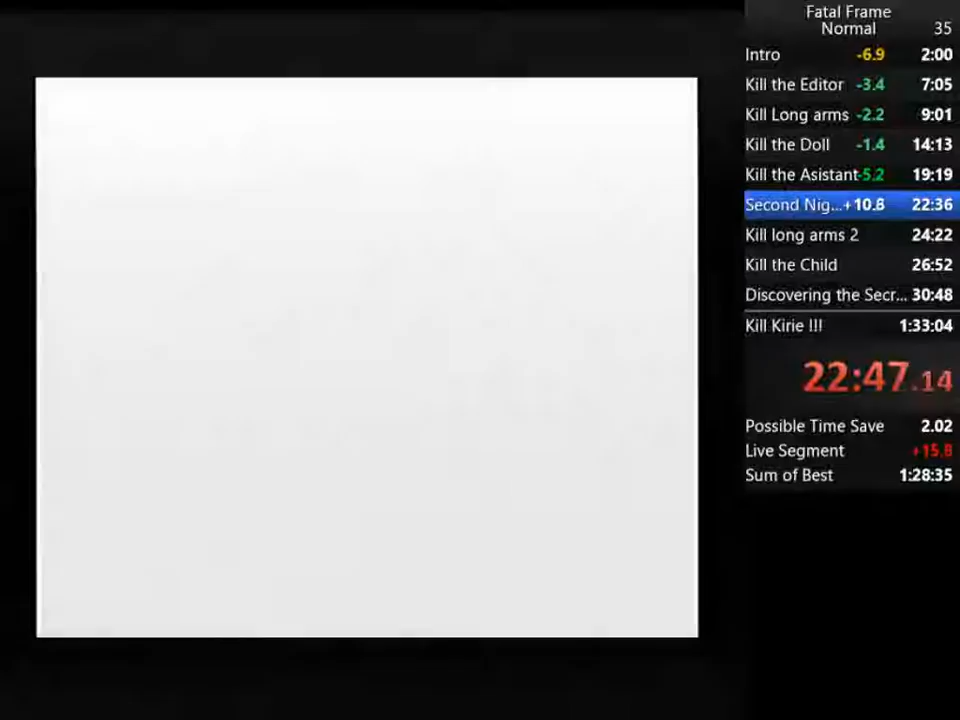 Fatal Frame
Normal 35
Intro -6.9 2:00
Kill the Editor -3.4 7:05
Kill Long arms -2.2 9:01
Kill the Doll -1.4 14:13
Kill the Asistant -5.2 19:19
Second Nig... +10.8 22:36
Kill long arms 2 24:22
Kill the Child 26:52
Discovering the Secr... 30:48
Kill Kirie !!! 1:33:04
22:47.14
Possible Time Save 2.02
Live Segment +15.8
Sum of Best 1:28:35